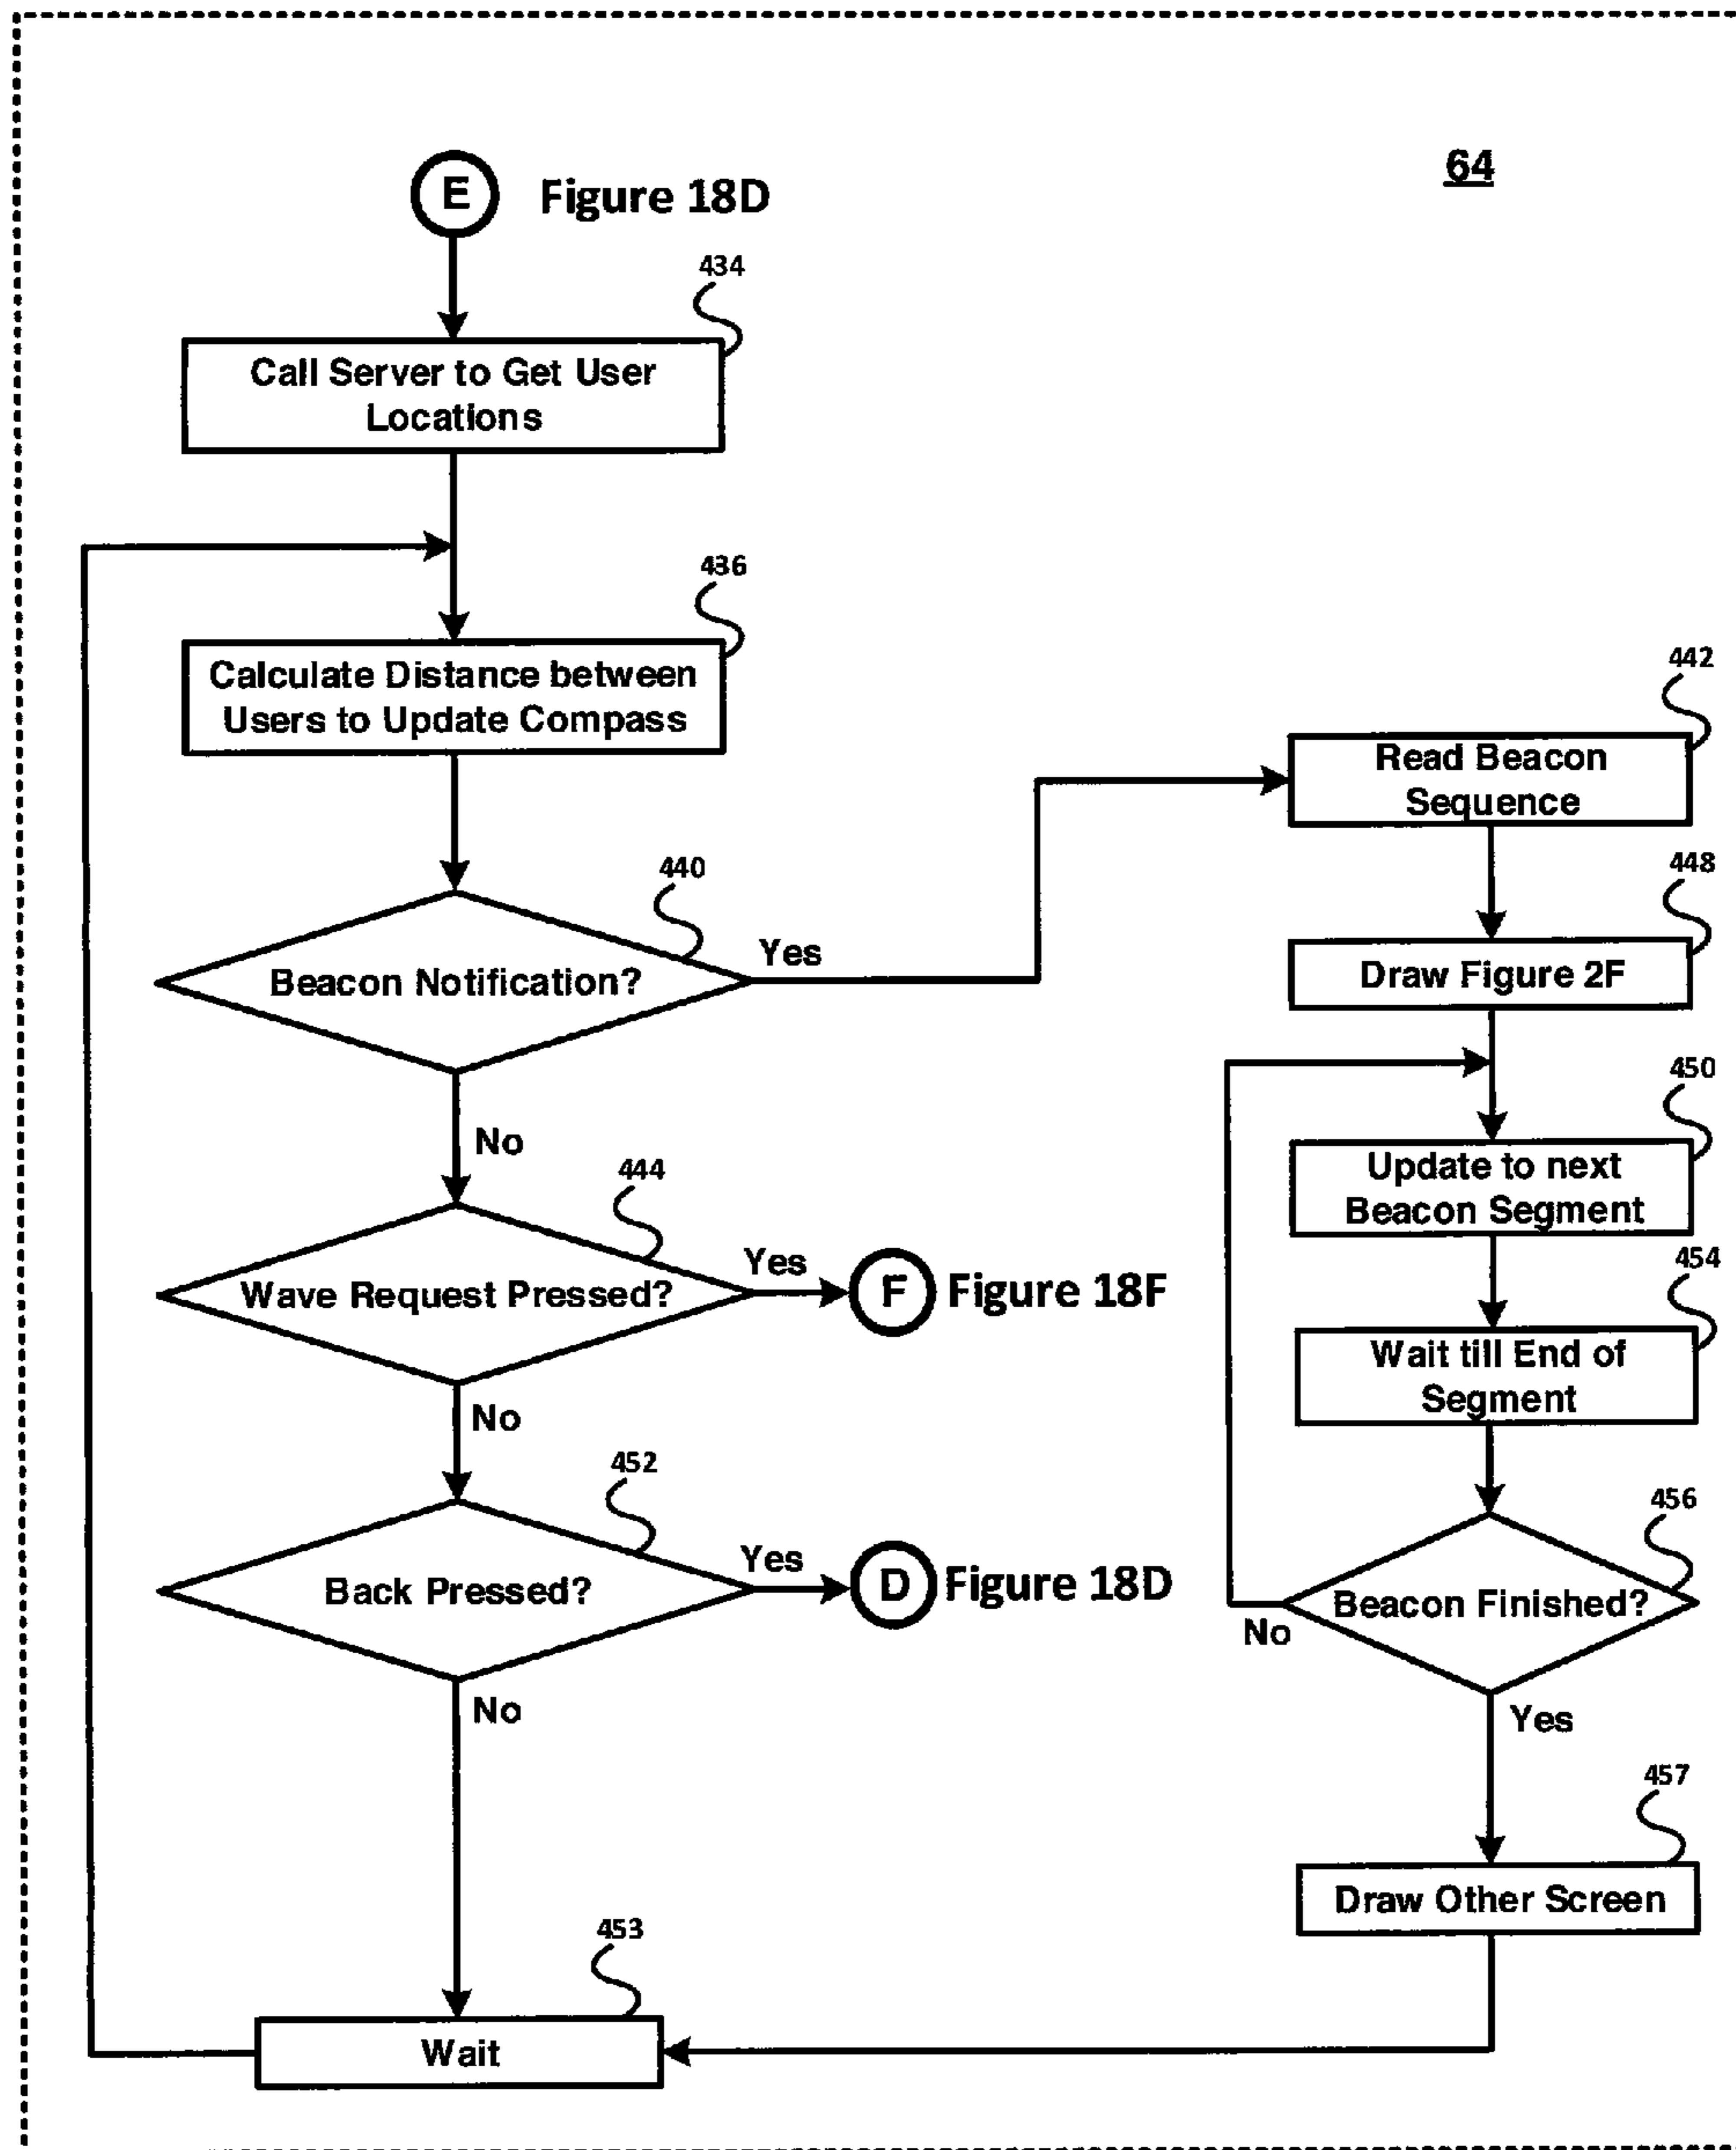 64
E Figure 18D
434
Call Server to Get User
Locations
436
Calculate Distance between
Users to Update Compass
440
Beacon Notification?
Yes
No
444
Wave Request Pressed?
Yes
F Figure 18F
No
452
Back Pressed?
Yes
D Figure 18D
No
453
Wait
442
Read Beacon
Sequence
448
Draw Figure 2F
450
Update to next
Beacon Segment
454
Wait till End of
Segment
456
Beacon Finished?
No
Yes
457
Draw Other Screen